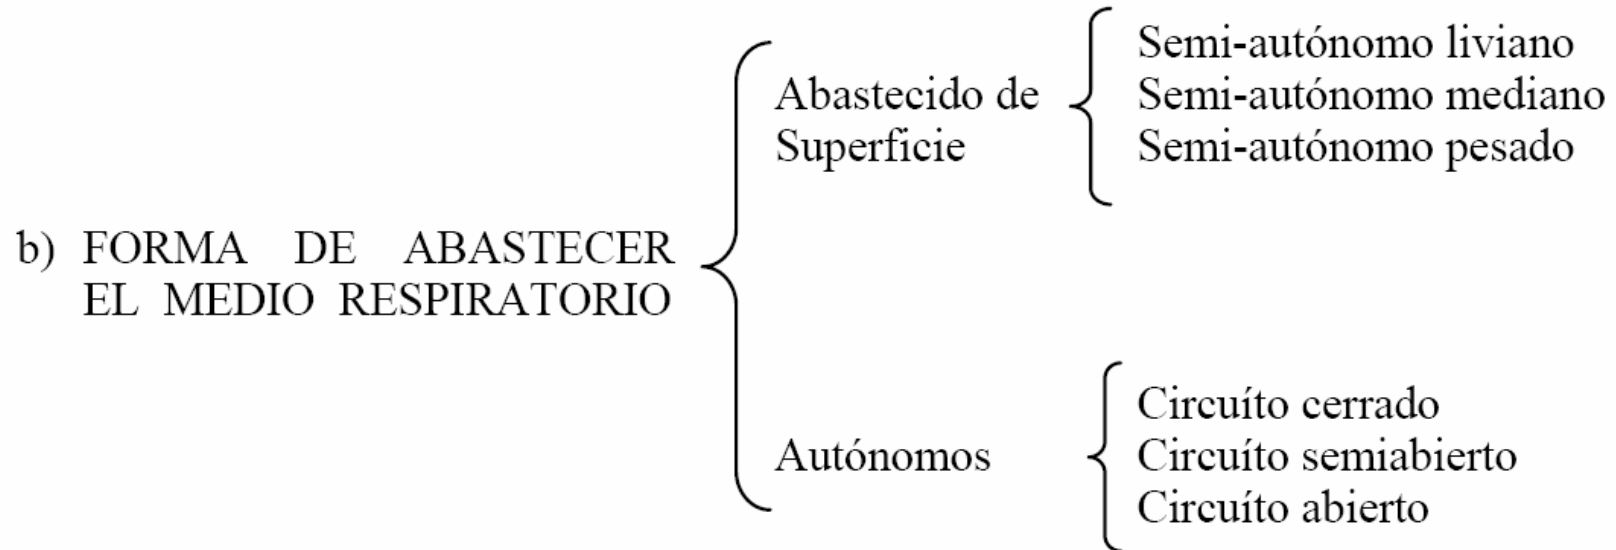 b) FORMA DE ABASTECER
EL MEDIO RESPIRATORIO
Abastecido de
Superficie
Semi-autónomo liviano
Semi-autónomo mediano
Semi-autónomo pesado
Autónomos
Circuíto cerrado
Circuíto semiabierto
Circuíto abierto